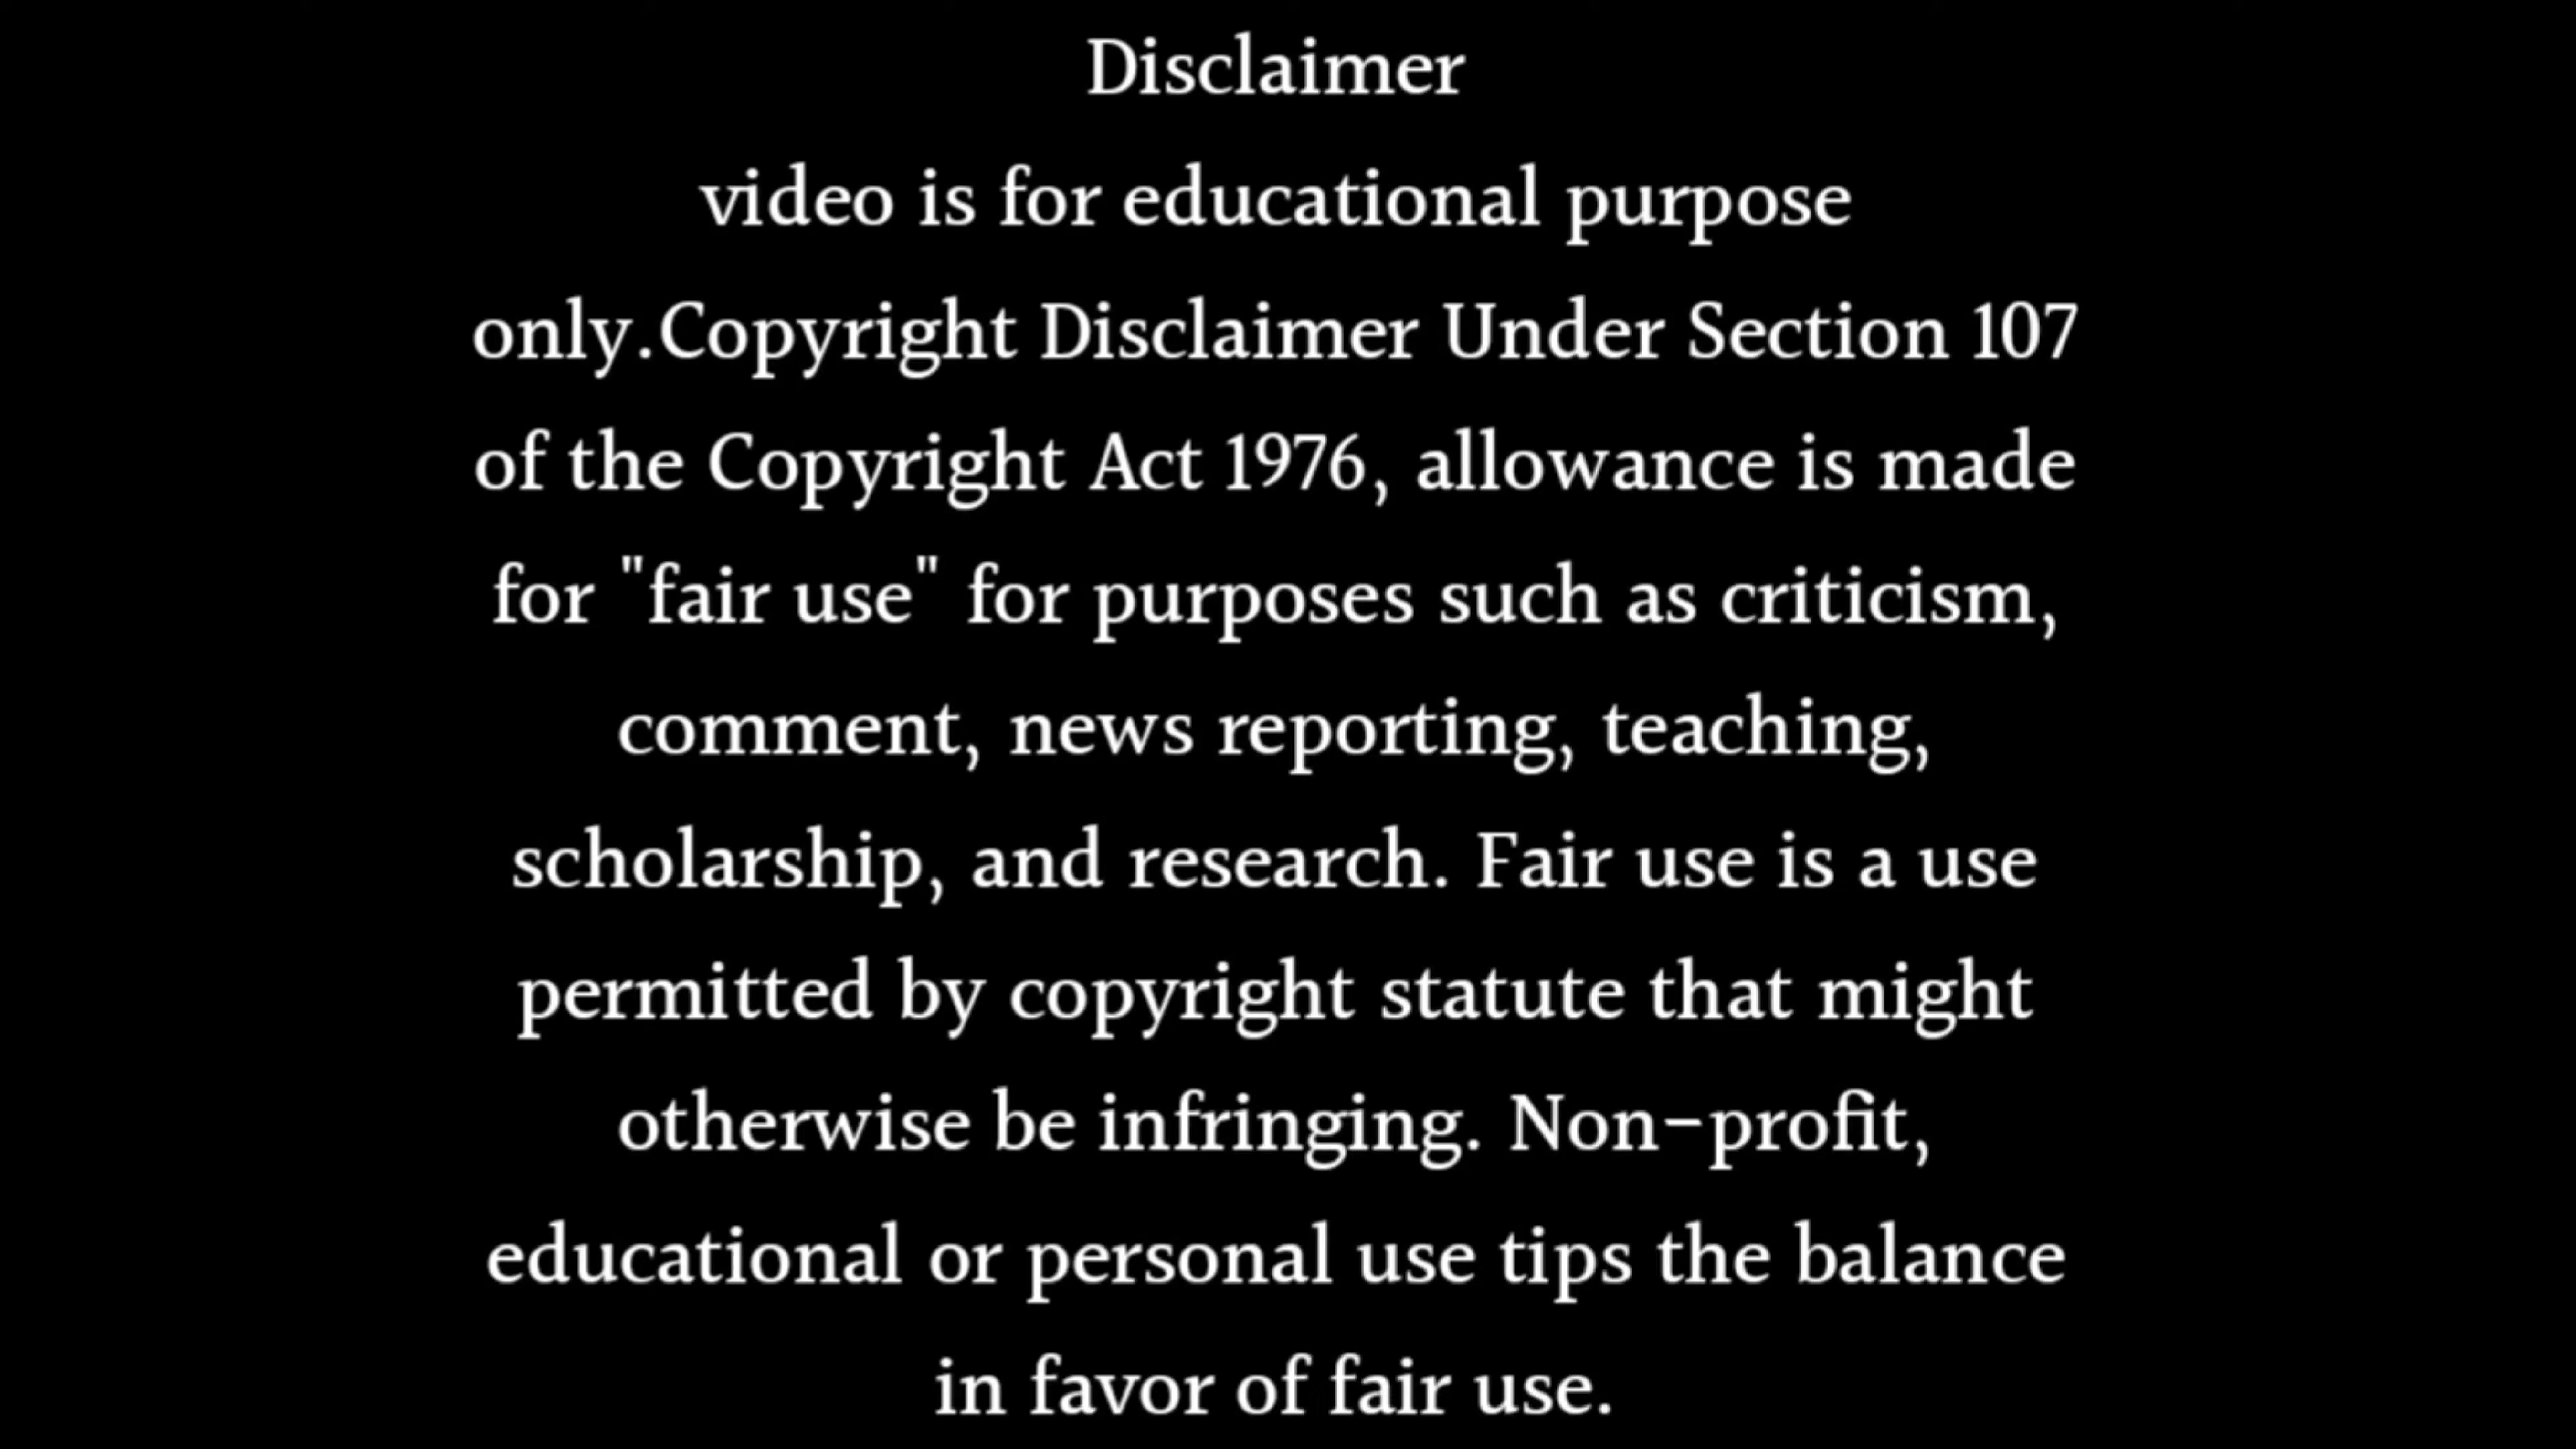 Disclaimer
video is for educational purpose
only.Copyright Disclaimer Under Section 107
of the Copyright Act 1976, allowance is made
for "fair use" for purposes such as criticism,
comment, news reporting, teaching,
scholarship, and research. Fair use is a use
permitted by copyright statute that might
otherwise be infringing. Non-profit,
educational or personal use tips the balance
in favor of fair use.